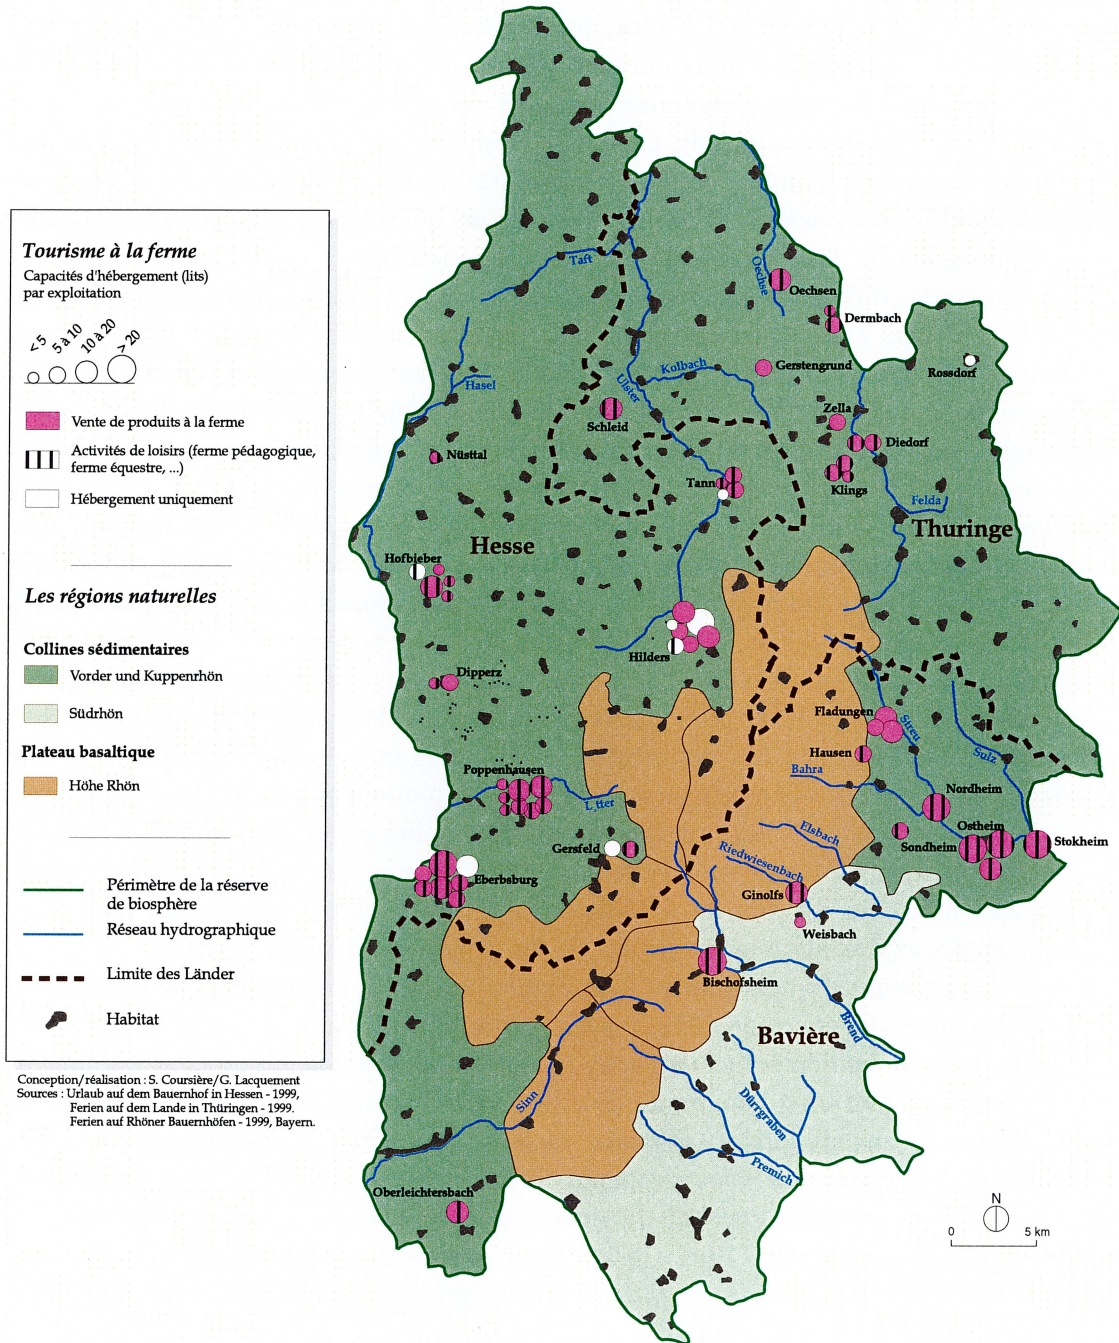 Tourisme à la ferme
Capacités d'hébergement (lits)
par exploitation
< 5
5 à 10
10 à 20
> 20
Vente de produits à la ferme
Activités de loisirs (ferme pédagogique,
ferme équestre, ...)
Hébergement uniquement
Les régions naturelles
Collines sédimentaires
Vorder und Kuppenrhön
Südrhön
Plateau basaltique
Höhe Rhön
Périmètre de la réserve
de biosphère
Réseau hydrographique
Limite des Länder
Habitat
Conception/réalisation : S. Coursière/G. Lacquement
Sources : Urlaub auf dem Bauernhof in Hessen - 1999,
Ferien auf dem Lande in Thüringen - 1999.
Ferien auf Rhöner Bauernhöfen - 1999, Bayern.
Taft
Oechse
Oechsen
Dermbach
Rossdorf
Kolbach
Gerstengrund
Hasel
Ulster
Schleid
Zella
Diedorf
Nüsttal
Tann
Klings
Felda
Thuringe
Hesse
Hofbieber
Hilders
Dipperz
Fladungen
Streu
Hausen
Sulz
Bahra
Poppenhausen
L tter
Nordheim
Ostheim
Elsbach
Sondheim
Stokheim
Gersfeld
Riedwiesenbach
Eberbsburg
Ginolfs
Weisbach
Bischofsheim
Bavière
Brend
Sinn
Dürrgraben
Premich
Oberleichtersbach
N
0
5 km